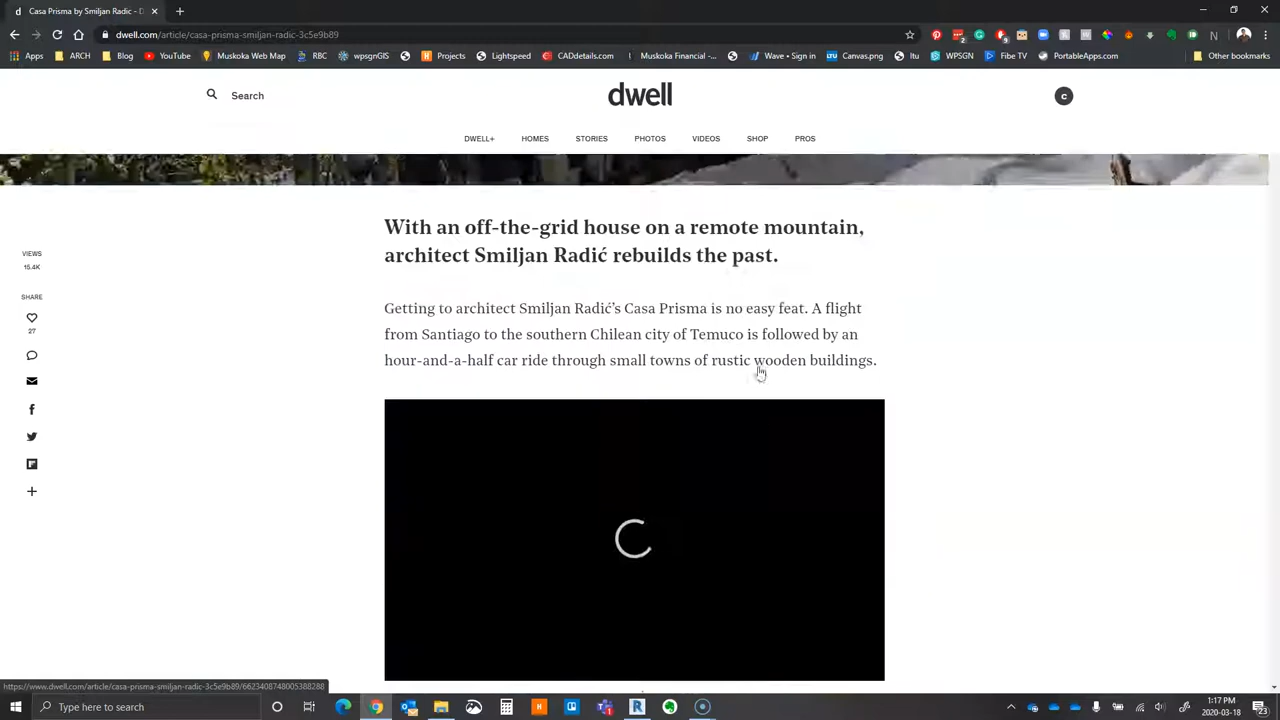 dwell Casa Prisma - Smiljan Radic
dwell.com/article/casa-prisma-smiljan-radic-3c5e9b89
Apps ARCH Blog YouTube Muskoka Web Map RBC wpsgnGIS Projects Lightspeed CADdetails.com Muskoka Financial -... Wave • Sign in Canvas.png ltu WPSGN Fibe TV PortableApps.com Other bookmarks
Search
dwell
c
DWELL+ HOMES STORIES PHOTOS VIDEOS SHOP PROS
With an off-the-grid house on a remote mountain,
architect Smiljan Radić rebuilds the past.
VIEWS
15.4K
SHARE
27
Getting to architect Smiljan Radić’s Casa Prisma is no easy feat. A flight
from Santiago to the southern Chilean city of Temuco is followed by an
hour-and-a-half car ride through small towns of rustic wooden buildings.
https://www.dwell.com/article/casa-prisma-smiljan-radic-3c5e9b89/6623408748005388288
Type here to search
1:17 PM
2020-03-18